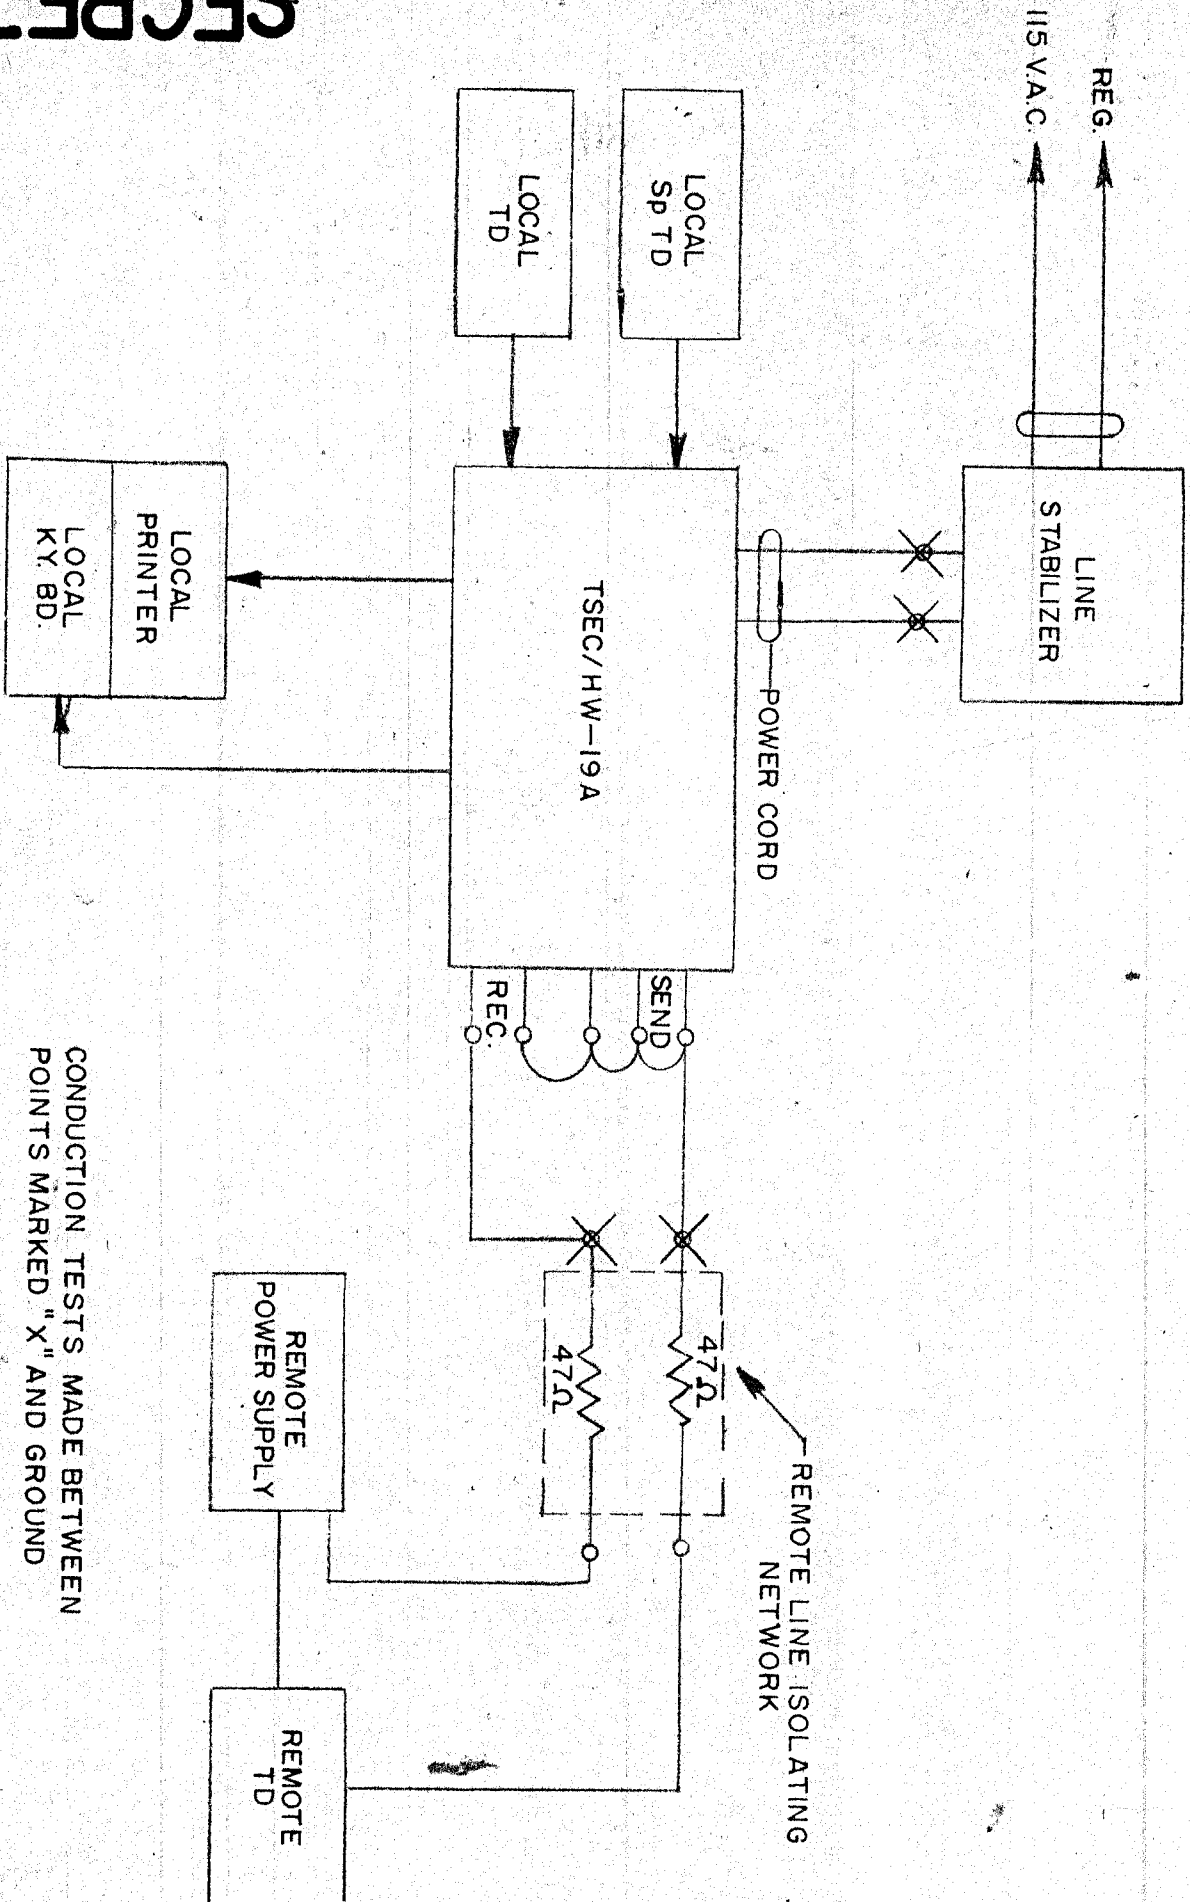 SECRET
REG.
115 V.A.C.
LINE
STABILIZER
LOCAL
Sp TD
LOCAL
TD
POWER CORD
TSEC/HW-19A
LOCAL
PRINTER
LOCAL
KY. BD.
SEND
REC.
REMOTE LINE ISOLATING
NETWORK
47Ω
47Ω
REMOTE
POWER SUPPLY
REMOTE
TD
CONDUCTION TESTS MADE BETWEEN
POINTS MARKED "X" AND GROUND